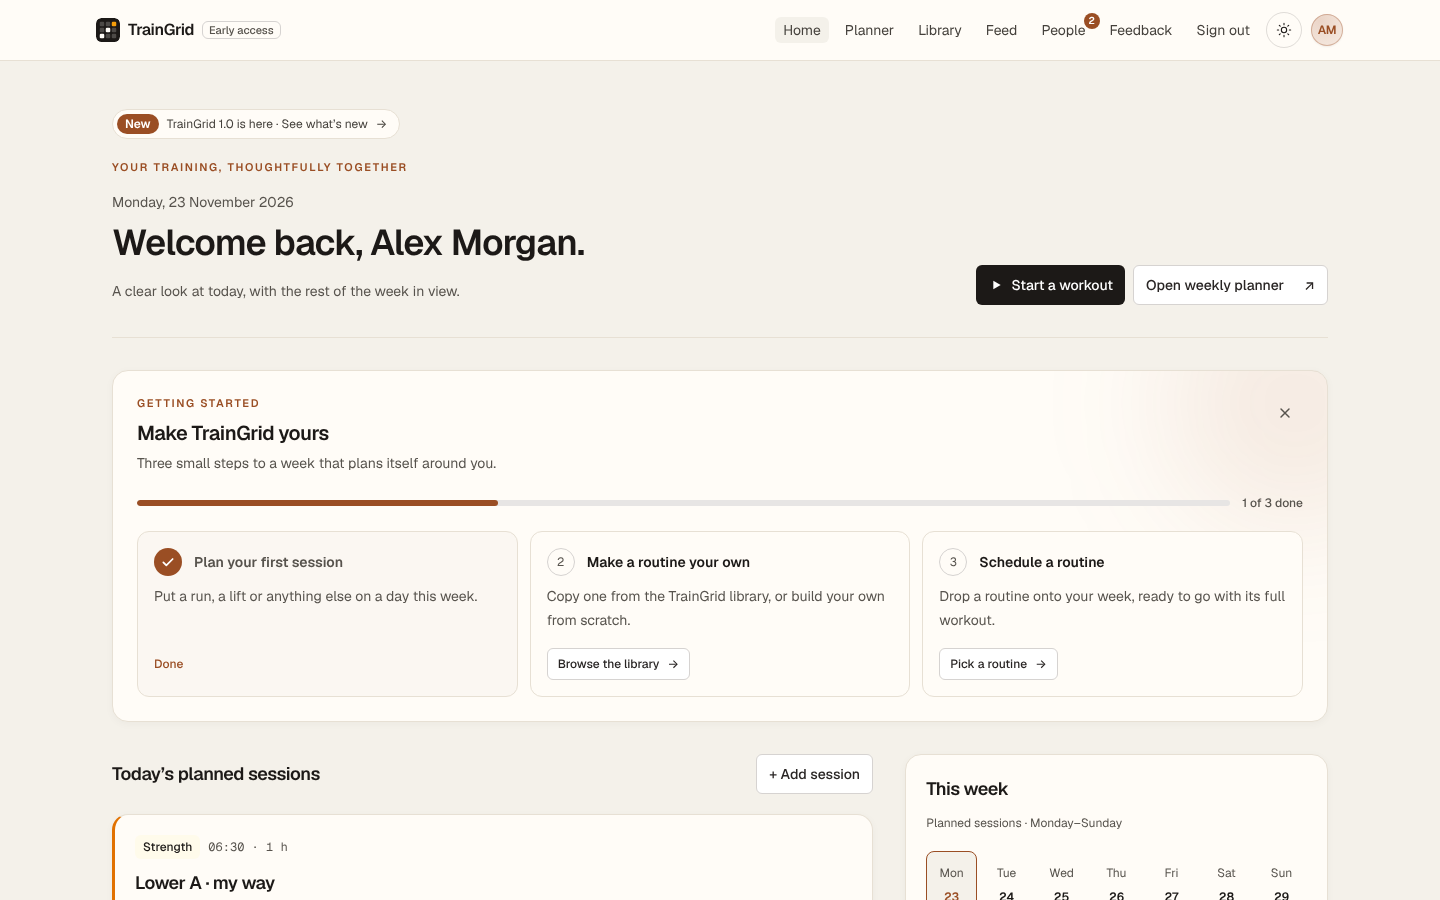 TrainGrid
Early access
Home
Planner
Library
Feed
People
2
Feedback
Sign out
AM
New
TrainGrid 1.0 is here · See what's new →
YOUR TRAINING, THOUGHTFULLY TOGETHER
Monday, 23 November 2026
Welcome back, Alex Morgan.
A clear look at today, with the rest of the week in view.
Start a workout
Open weekly planner
GETTING STARTED
Make TrainGrid yours
Three small steps to a week that plans itself around you.
1 of 3 done
Plan your first session
Put a run, a lift or anything else on a day this week.
Done
2
Make a routine your own
Copy one from the TrainGrid library, or build your own
from scratch.
Browse the library →
3
Schedule a routine
Drop a routine onto your week, ready to go with its full
workout.
Pick a routine →
Today's planned sessions
+ Add session
Strength
06:30 · 1 h
Lower A · my way
This week
Planned sessions · Monday–Sunday
Mon Tue Wed Thu Fri Sat Sun
23 24 25 26 27 28 29